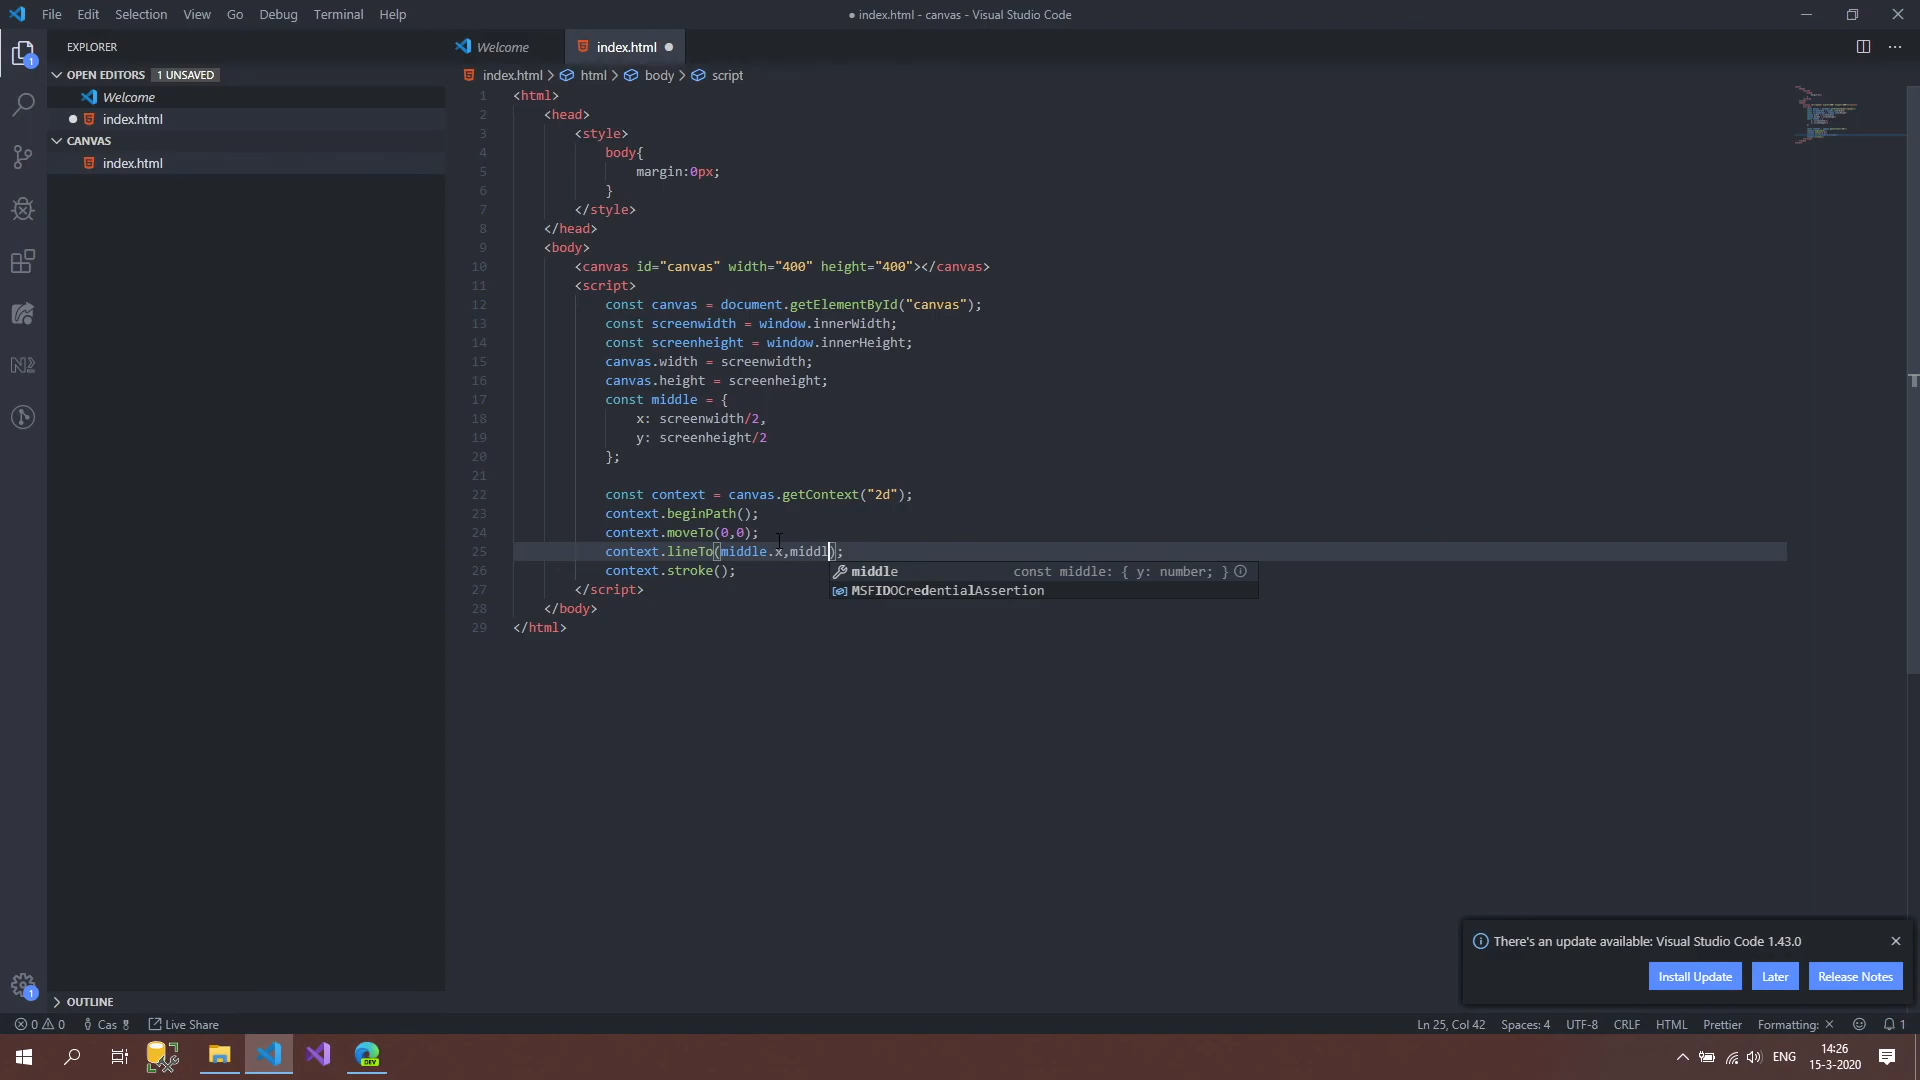 File Edit Selection View Go Debug Terminal Help
● index.html - canvas - Visual Studio Code
EXPLORER
OPEN EDITORS 1 UNSAVED
Welcome
index.html
CANVAS
index.html
OUTLINE
Welcome index.html
index.html > html > body > script
1 <html>
2 <head>
3 <style>
4 body{
5 margin:0px;
6 }
7 </style>
8 </head>
9 <body>
10 <canvas id="canvas" width="400" height="400"></canvas>
11 <script>
12 const canvas = document.getElementById("canvas");
13 const screenwidth = window.innerWidth;
14 const screenheight = window.innerHeight;
15 canvas.width = screenwidth;
16 canvas.height = screenheight;
17 const middle = {
18 x: screenwidth/2,
19 y: screenheight/2
20 };
21
22 const context = canvas.getContext("2d");
23 context.beginPath();
24 context.moveTo(0,0);
25 context.lineTo(middle.x,middl);
26 context.stroke();
27 </script>
28 </body>
29 </html>
middle const middle: { y: number; }
MSFIDOCredentialAssertion
There's an update available: Visual Studio Code 1.43.0
Install Update Later Release Notes
0 0 Cas Live Share
Ln 25, Col 42 Spaces: 4 UTF-8 CRLF HTML Prettier Formatting: × 1
DEV
ENG
14:26
15-3-2020